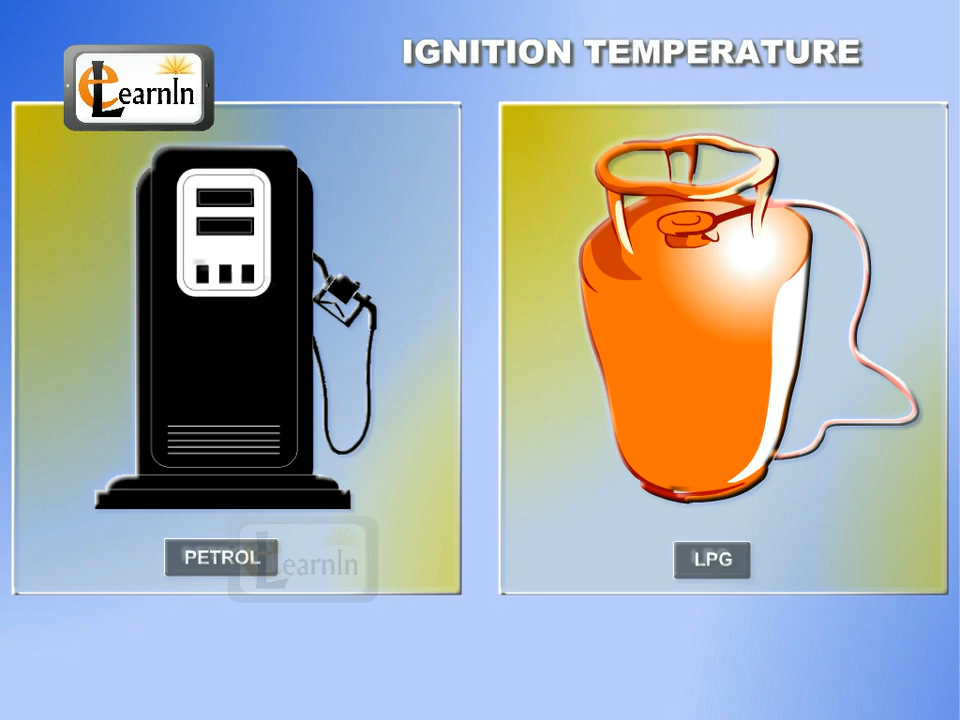 IGNITION TEMPERATURE
eLearnIn
PETROL
eLearnIn
LPG